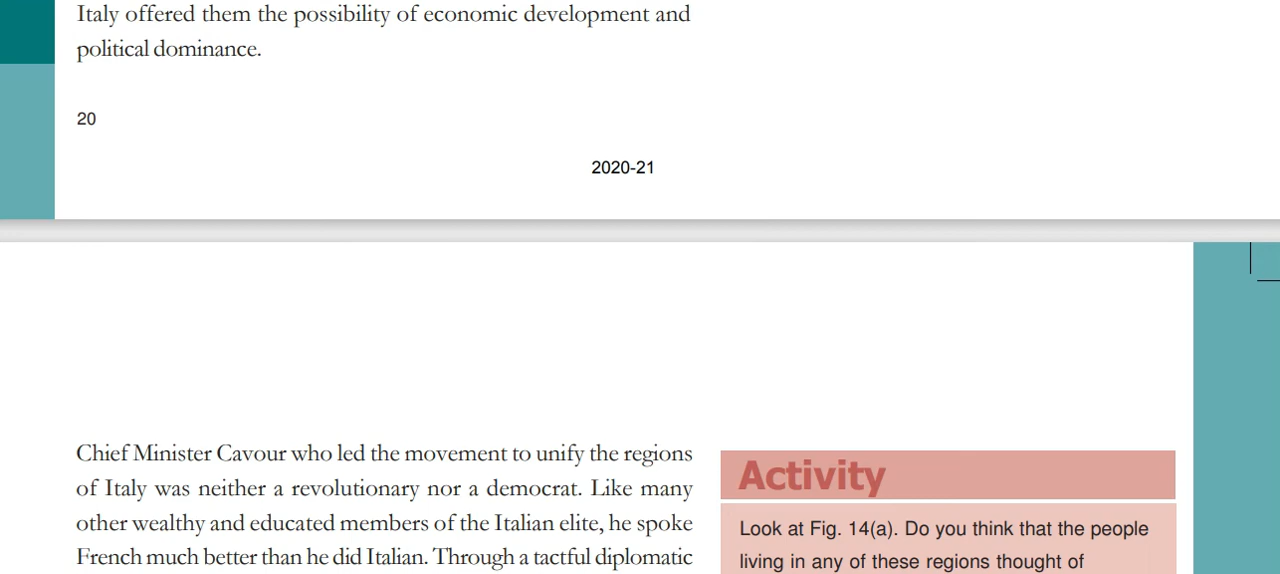 Italy offered them the possibility of economic development and
political dominance.
20
2020-21
Chief Minister Cavour who led the movement to unify the regions
of Italy was neither a revolutionary nor a democrat. Like many
other wealthy and educated members of the Italian elite, he spoke
French much better than he did Italian. Through a tactful diplomatic
Activity
Look at Fig. 14(a). Do you think that the people
living in any of these regions thought of